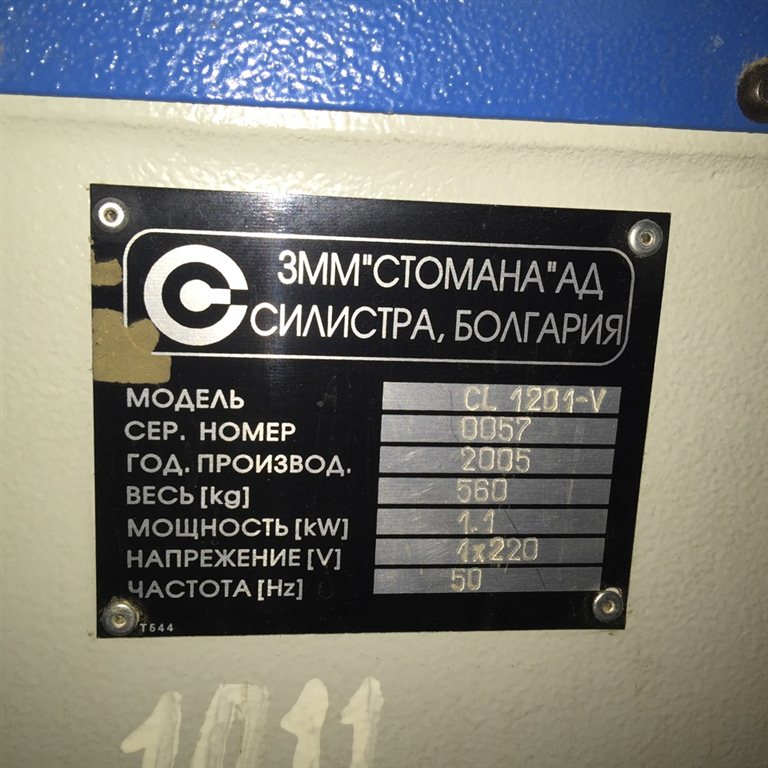 ЗММ"СТОМАНА"АД
СИЛИСТРА, БОЛГАРИЯ
МОДЕЛЬ CL 1201-V
СЕР. НОМЕР 0057
ГОД. ПРОИЗВОД. 2005
ВЕСЬ [kg] 560
МОЩНОСТЬ [kW] 1.1
НАПРЕЖЕНИЕ [V] 1x220
ЧАСТОТА [Hz] 50
T544
1011